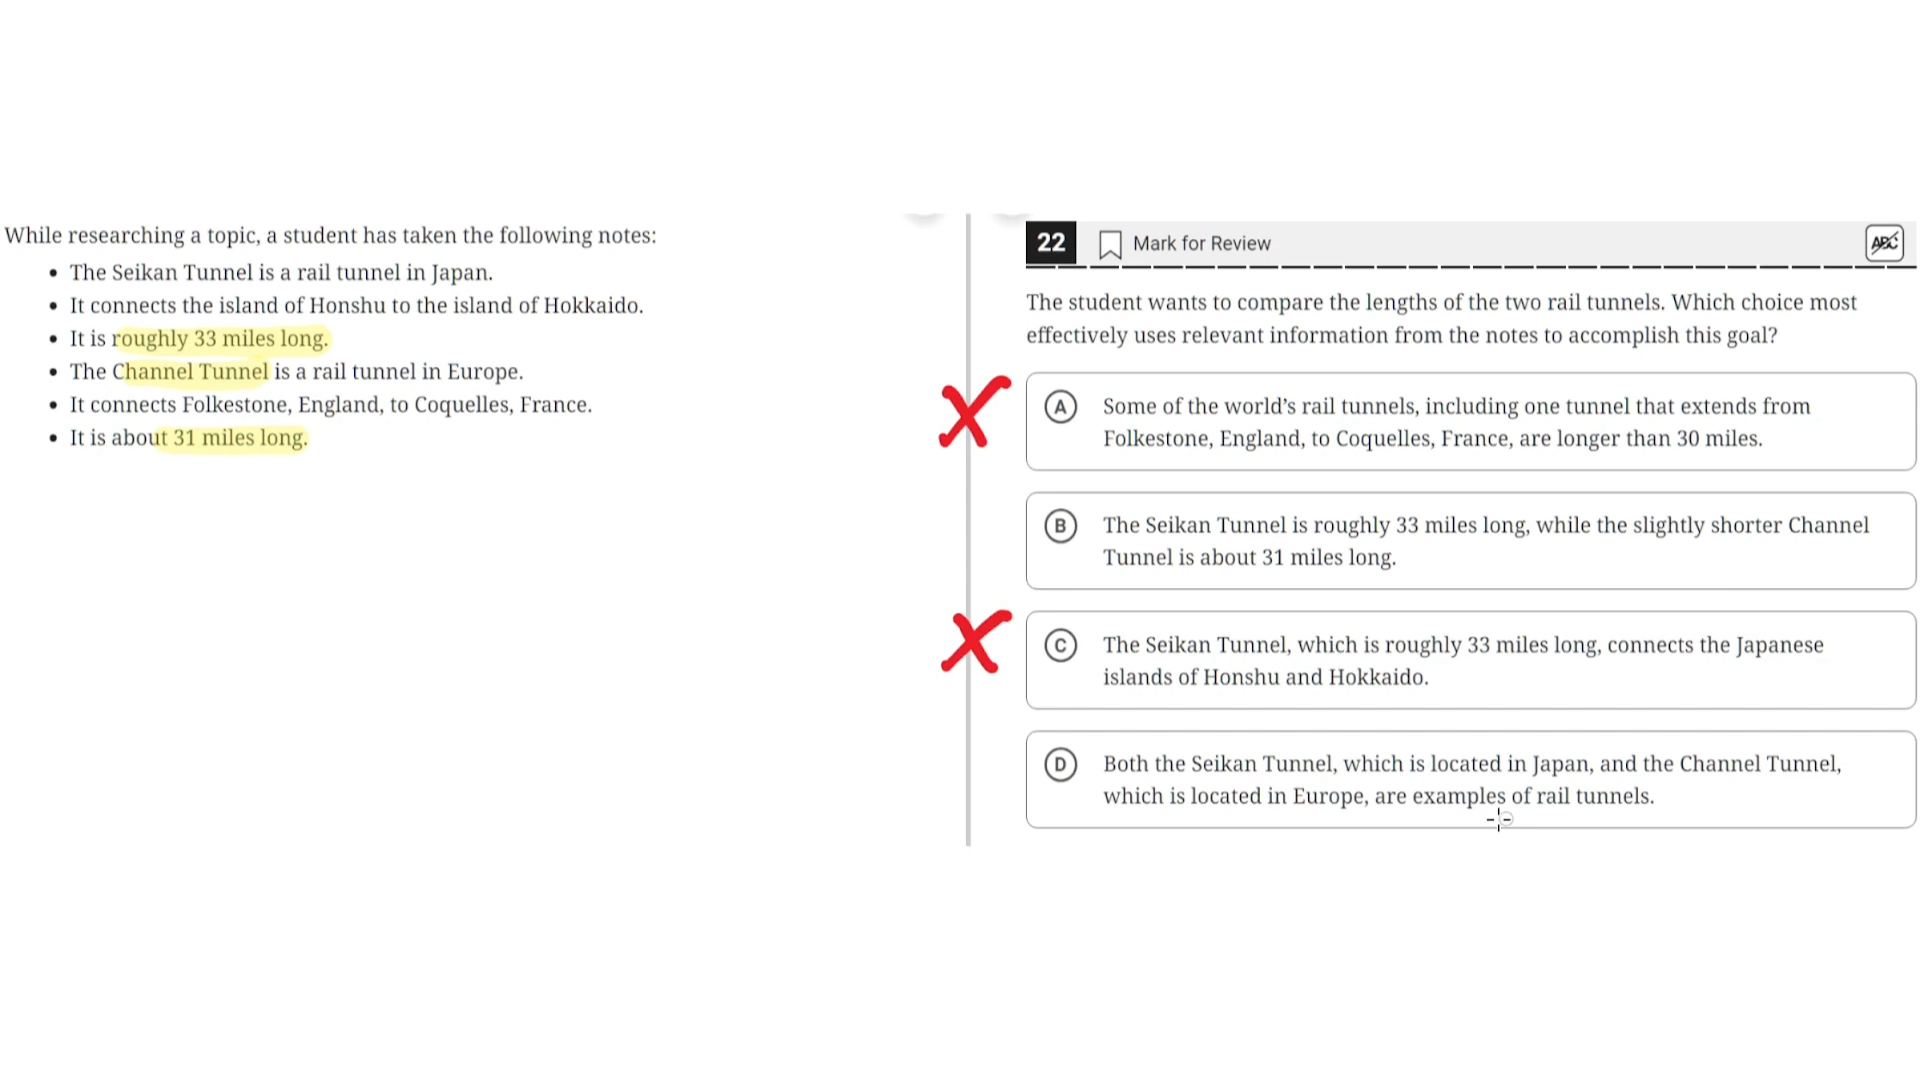 While researching a topic, a student has taken the following notes:
• The Seikan Tunnel is a rail tunnel in Japan.
• It connects the island of Honshu to the island of Hokkaido.
• It is roughly 33 miles long.
• The Channel Tunnel is a rail tunnel in Europe.
• It connects Folkestone, England, to Coquelles, France.
• It is about 31 miles long.
22 Mark for Review ABC
The student wants to compare the lengths of the two rail tunnels. Which choice most
effectively uses relevant information from the notes to accomplish this goal?
A Some of the world’s rail tunnels, including one tunnel that extends from
Folkestone, England, to Coquelles, France, are longer than 30 miles.
B The Seikan Tunnel is roughly 33 miles long, while the slightly shorter Channel
Tunnel is about 31 miles long.
C The Seikan Tunnel, which is roughly 33 miles long, connects the Japanese
islands of Honshu and Hokkaido.
D Both the Seikan Tunnel, which is located in Japan, and the Channel Tunnel,
which is located in Europe, are examples of rail tunnels.